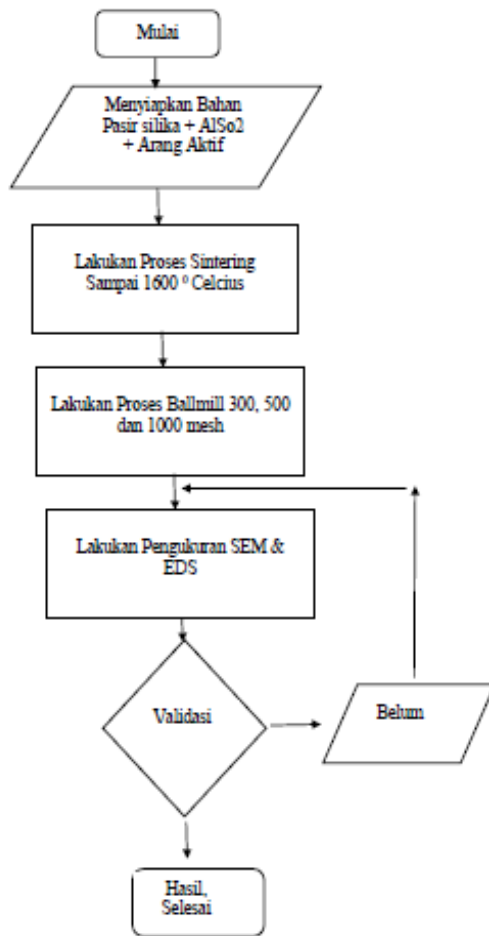 Mulai
Menyiapkan Bahan
Pasir silika + AlSo2
+ Arang Aktif
Lakukan Proses Sintering
Sampai 1600 º Celcius
Lakukan Proses Ballmill 300, 500
dan 1000 mesh
Lakukan Pengukuran SEM &
EDS
Validasi
Belum
Hasil,
Selesai